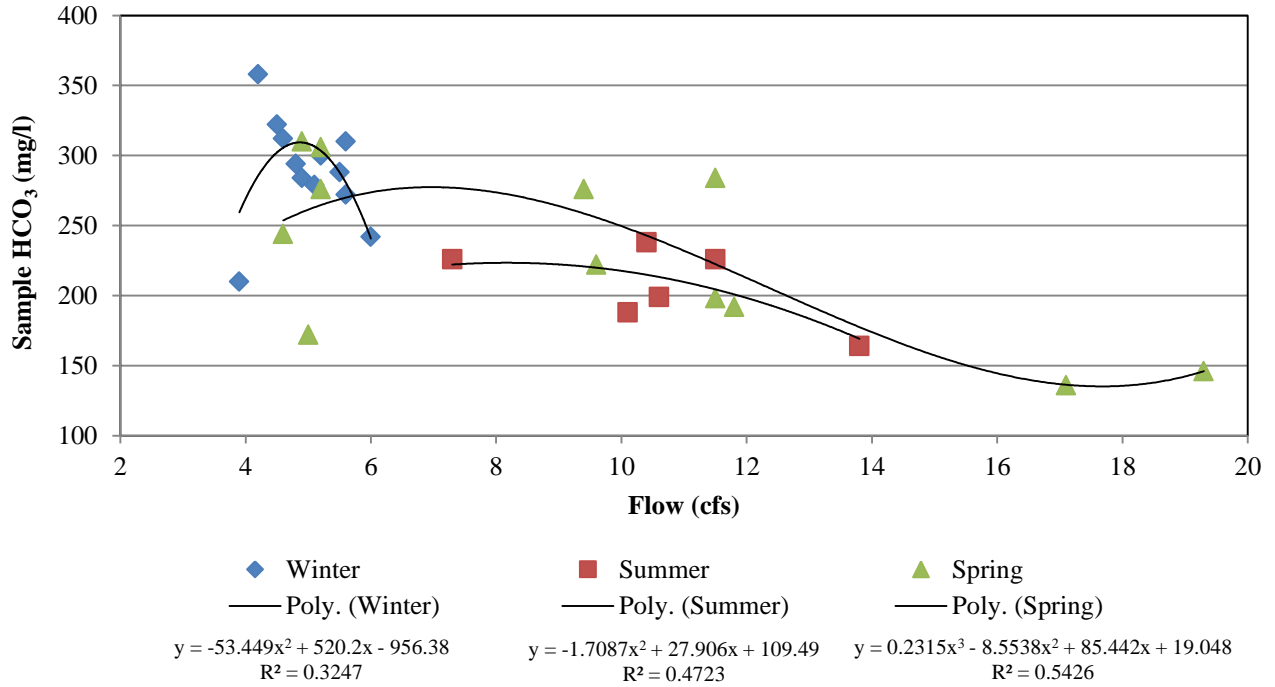 400
350
300
250
200
150
100
Sample HCO₃ (mg/l)
2 4 6 8 10 12 14 16 18 20
Flow (cfs)
Winter Summer Spring
Poly. (Winter) Poly. (Summer) Poly. (Spring)
y = -53.449x² + 520.2x - 956.38 y = -1.7087x² + 27.906x + 109.49 y = 0.2315x³ - 8.5538x² + 85.442x + 19.048
R² = 0.3247 R² = 0.4723 R² = 0.5426